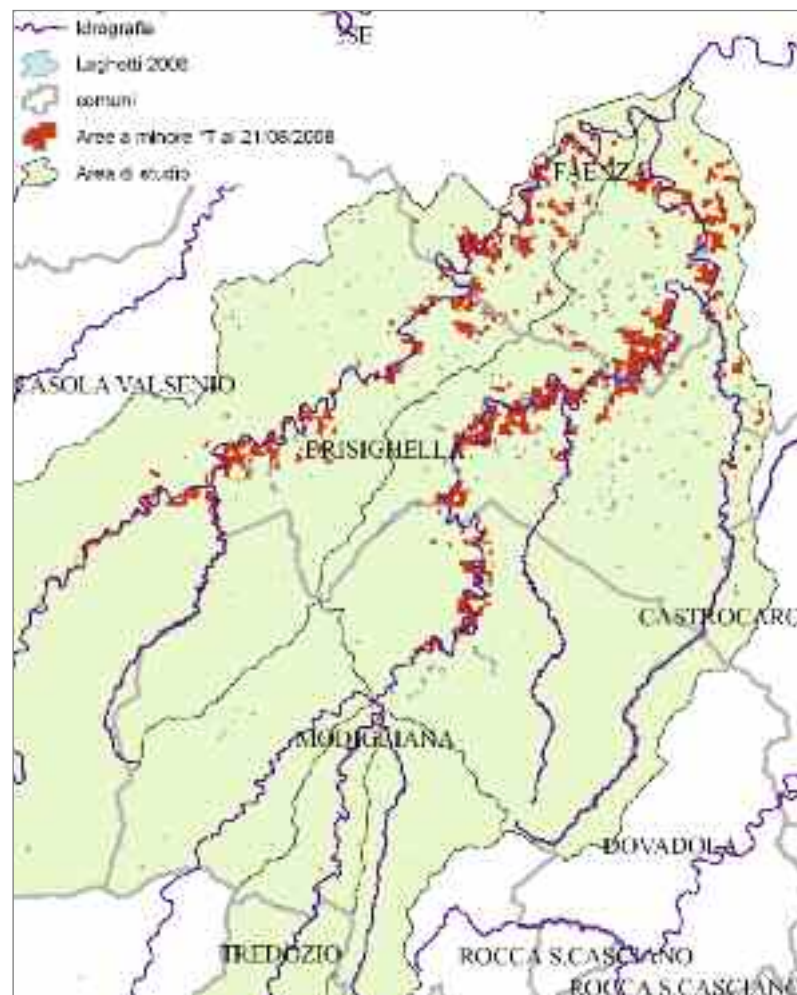 SE
Idrografia
Laghetti 2008
comuni
Aree a minore °T al 21/08/2008
Area di studio
FAENZA
CASOLA VALSENIO
BRISIGHELLA
CASTROCARO
MODIGLIANA
DOVADOLA
TREDOZIO
ROCCA S.CASCIANO
ROCCA S.CASCIANO